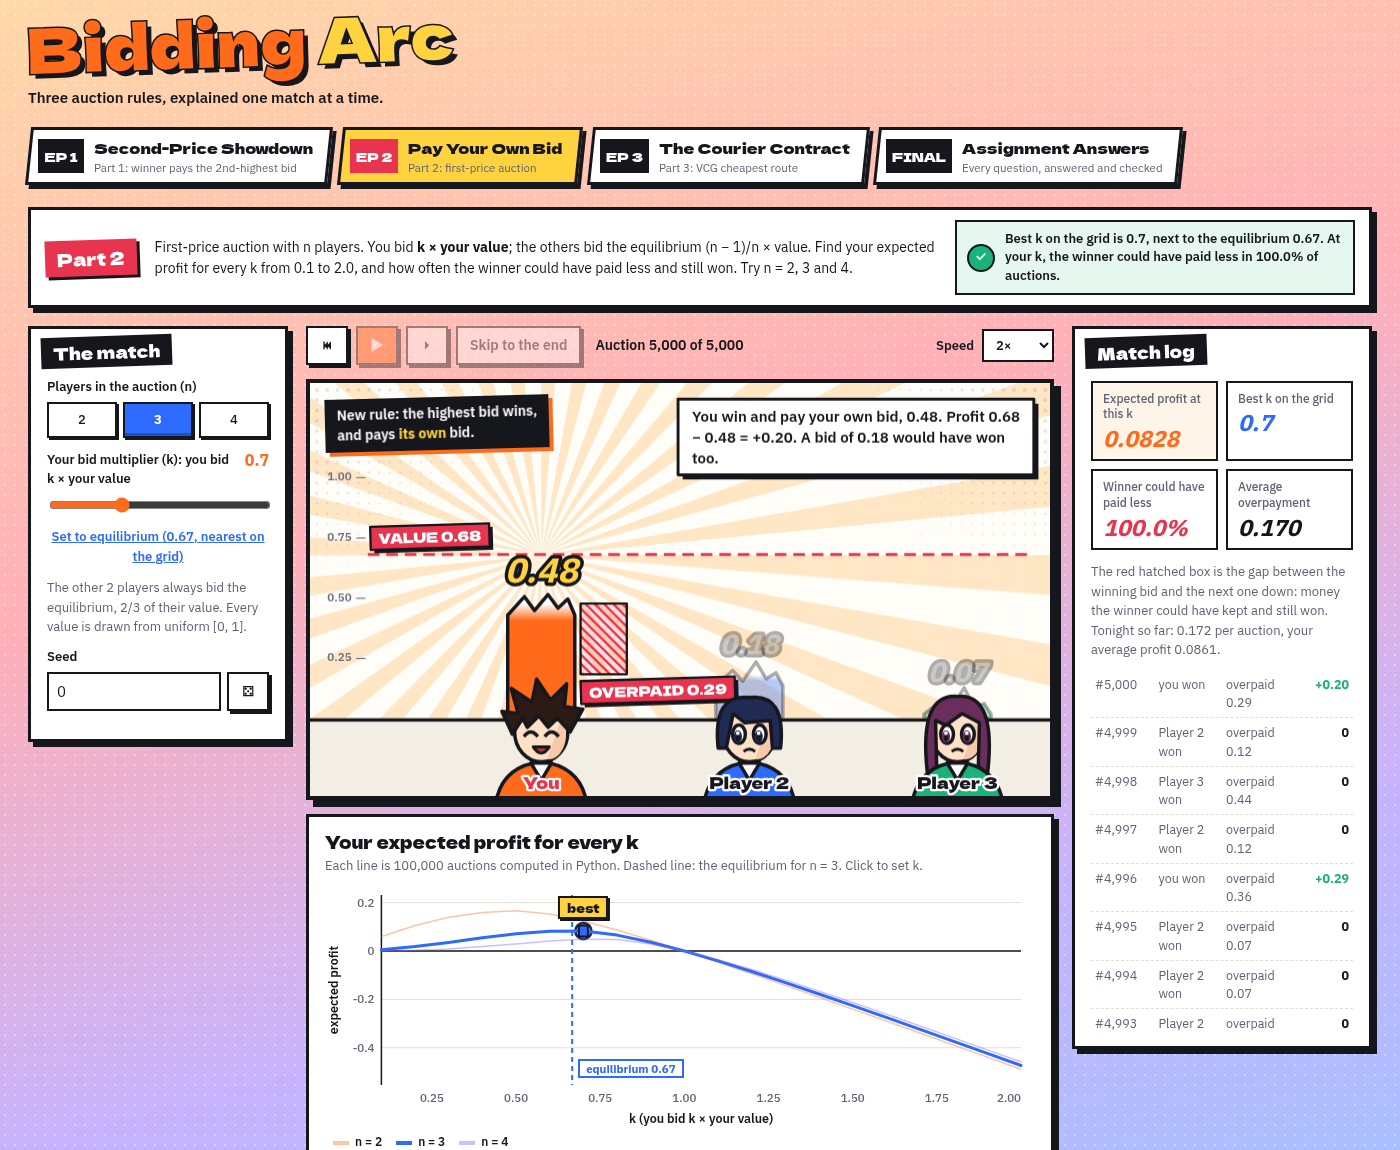 Bidding Arc
Three auction rules, explained one match at a time.
EP 1
Second-Price Showdown
Part 1: winner pays the 2nd-highest bid
EP 2
Pay Your Own Bid
Part 2: first-price auction
EP 3
The Courier Contract
Part 3: VCG cheapest route
FINAL
Assignment Answers
Every question, answered and checked
Part 2
First-price auction with n players. You bid k × your value; the others bid the equilibrium (n − 1)/n × value. Find your expected
profit for every k from 0.1 to 2.0, and how often the winner could have paid less and still won. Try n = 2, 3 and 4.
Best k on the grid is 0.7, next to the equilibrium 0.67. At
your k, the winner could have paid less in 100.0% of
auctions.
The match
Players in the auction (n)
2
3
4
Your bid multiplier (k): you bid
k × your value
0.7
Set to equilibrium (0.67, nearest on
the grid)
The other 2 players always bid the
equilibrium, 2/3 of their value. Every
value is drawn from uniform [0, 1].
Seed
0
Skip to the end
Auction 5,000 of 5,000
Speed
2×
New rule: the highest bid wins,
and pays its own bid.
You win and pay your own bid, 0.48. Profit 0.68
− 0.48 = +0.20. A bid of 0.18 would have won
too.
1.00
0.75
0.50
0.25
VALUE 0.68
0.48
0.18
0.07
OVERPAID 0.29
You
Player 2
Player 3
Your expected profit for every k
Each line is 100,000 auctions computed in Python. Dashed line: the equilibrium for n = 3. Click to set k.
best
0.2
0
-0.2
-0.4
expected profit
equilibrium 0.67
0.25
0.50
0.75
1.00
1.25
1.50
1.75
2.00
k (you bid k × your value)
n = 2
n = 3
n = 4
Match log
Expected profit at
this k
0.0828
Best k on the grid
0.7
Winner could have
paid less
100.0%
Average
overpayment
0.170
The red hatched box is the gap between the
winning bid and the next one down: money
the winner could have kept and still won.
Tonight so far: 0.172 per auction, your
average profit 0.0861.
#5,000 you won overpaid +0.20
0.29
#4,999 Player 2 overpaid 0
won 0.12
#4,998 Player 3 overpaid 0
won 0.44
#4,997 Player 2 overpaid 0
won 0.12
#4,996 you won overpaid +0.29
0.36
#4,995 Player 2 overpaid 0
won 0.07
#4,994 Player 2 overpaid 0
won 0.07
#4,993 Player 2 overpaid 0